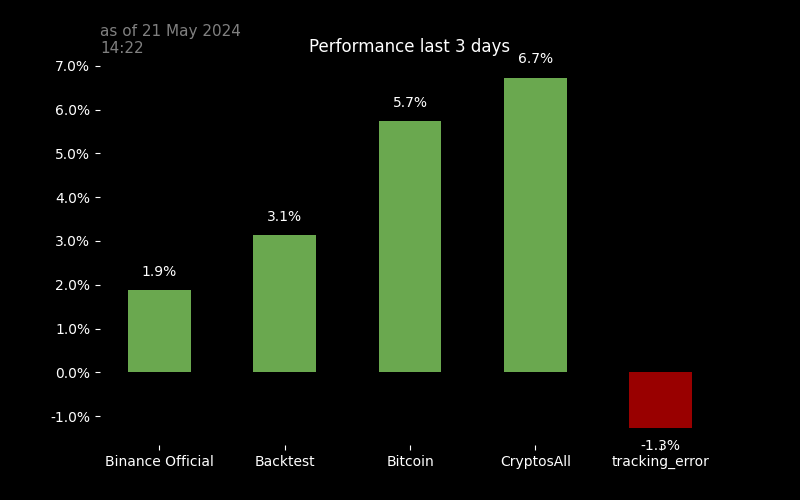 as of 21 May 2024
14:22
Performance last 3 days
7.0%
6.0%
5.0%
4.0%
3.0%
2.0%
1.0%
0.0%
-1.0%
1.9%
3.1%
5.7%
6.7%
-1.3%
Binance Official
Backtest
Bitcoin
CryptosAll
tracking_error